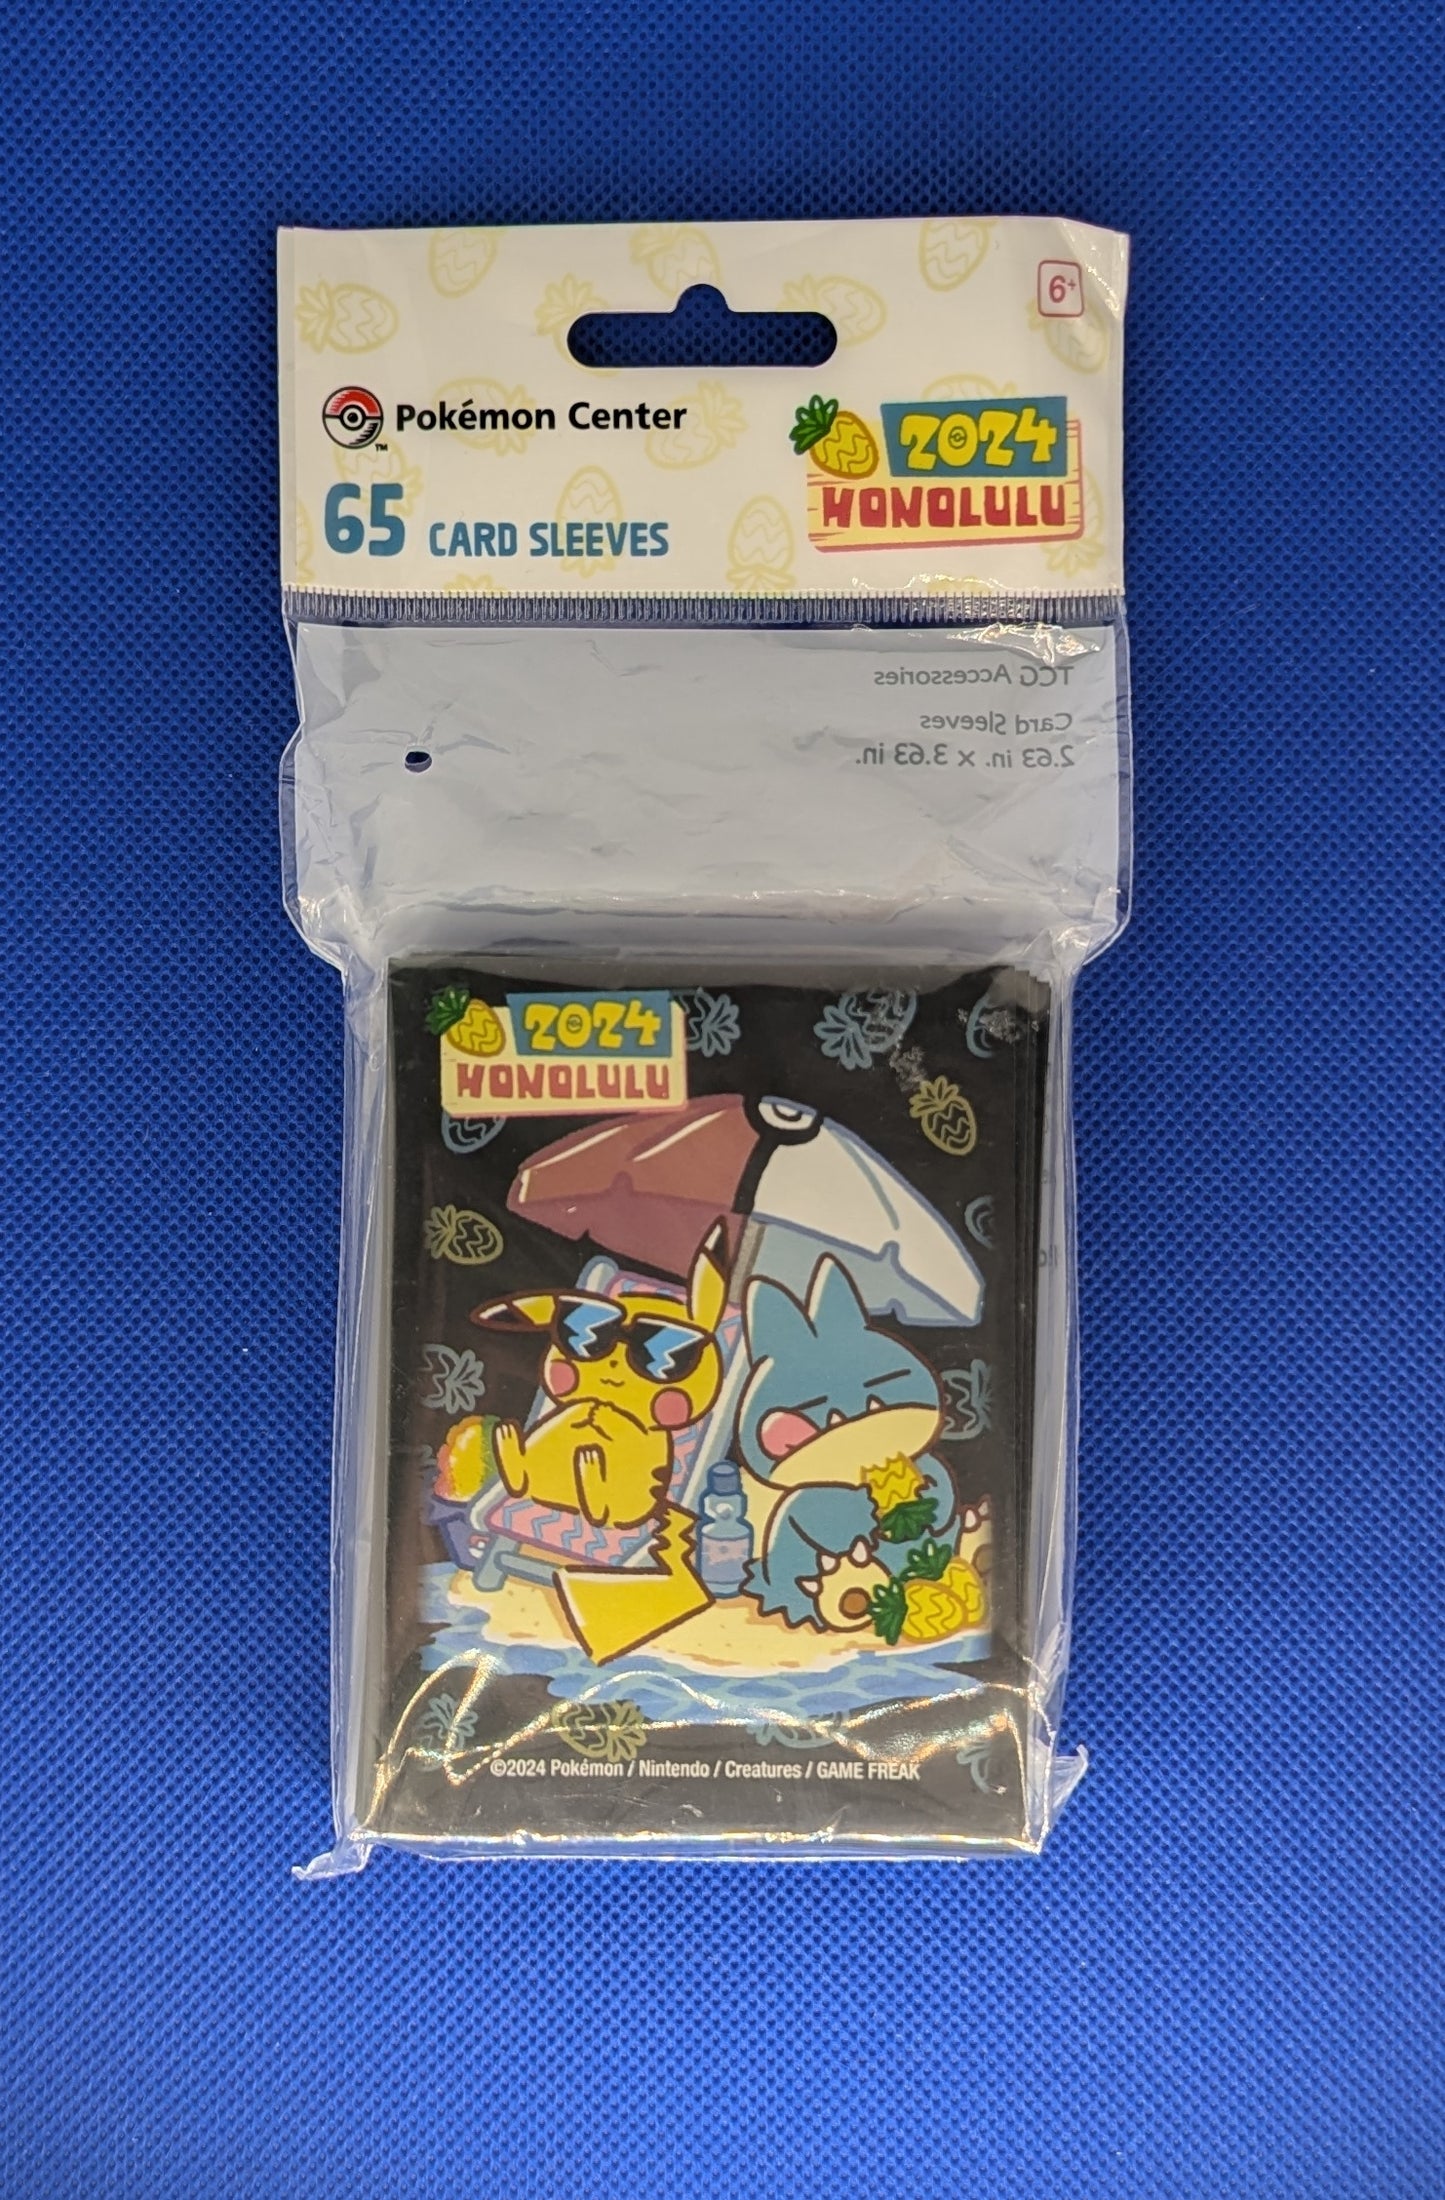 6+
Pokémon Center
TM
2024
HONOLULU
65 CARD SLEEVES
TCG Accessories
Card Sleeves
2.63 in. x 3.63 in.
2024
HONOLULU
©2024 Pokémon / Nintendo / Creatures / GAME FREAK